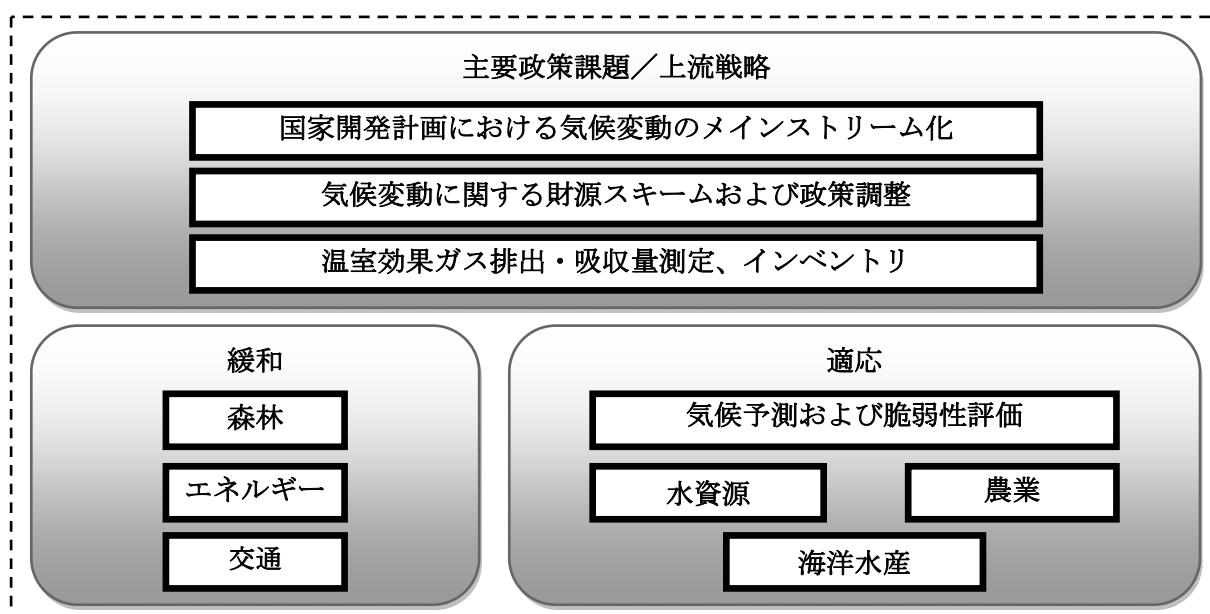 主要政策課題／上流戦略
国家開発計画における気候変動のメインストリーム化
気候変動に関する財源スキームおよび政策調整
温室効果ガス排出・吸収量測定、インベントリ
緩和
森林
エネルギー
交通
適応
気候予測および脆弱性評価
水資源
農業
海洋水産